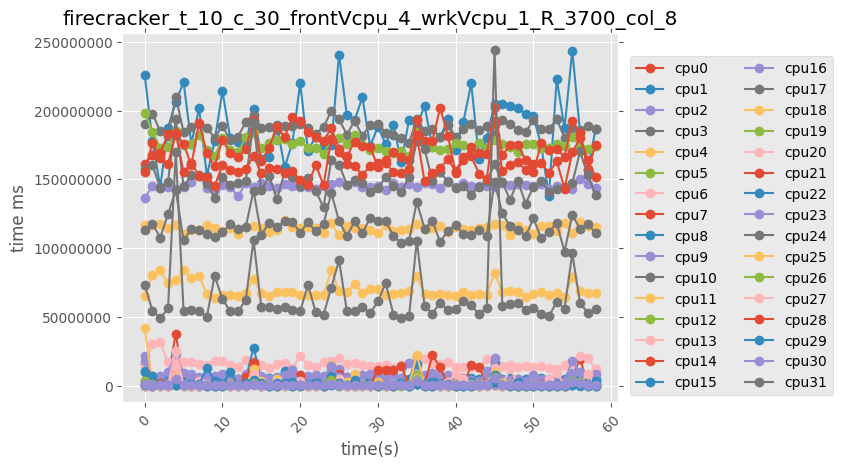 firecracker_t_10_c_30_frontVcpu_4_wrkVcpu_1_R_3700_col_8
250000000
200000000
150000000
100000000
50000000
0
time ms
0
10
20
30
40
50
60
time(s)
cpu0
cpu1
cpu2
cpu3
cpu4
cpu5
cpu6
cpu7
cpu8
cpu9
cpu10
cpu11
cpu12
cpu13
cpu14
cpu15
cpu16
cpu17
cpu18
cpu19
cpu20
cpu21
cpu22
cpu23
cpu24
cpu25
cpu26
cpu27
cpu28
cpu29
cpu30
cpu31